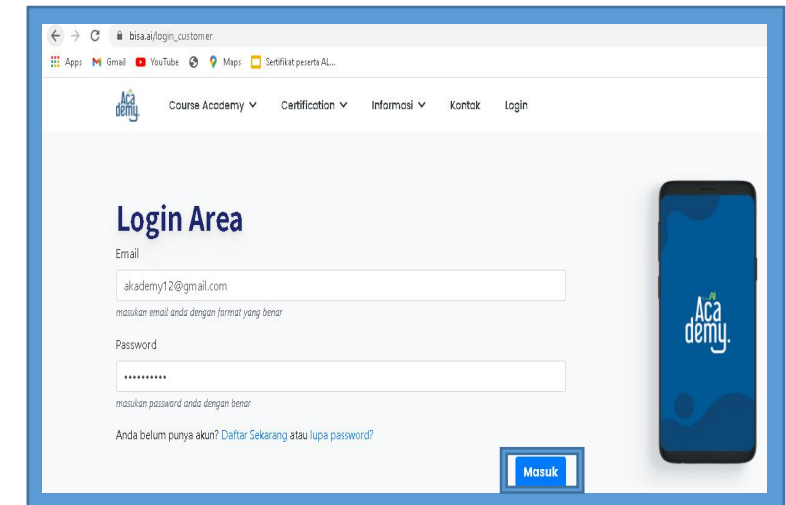 bisa.ai/login_customer
Apps Gmail YouTube Maps Sertifikat peserta AL...
Aca demy. Course Academy Certification Informasi Kontak Login
Login Area
Email
akademy12@gmail.com
masukan email anda dengan format yang benar
Password
••••••••••
masukan password anda dengan benar
Anda belum punya akun? Daftar Sekarang atau lupa password?
Masuk
Aca
demy.